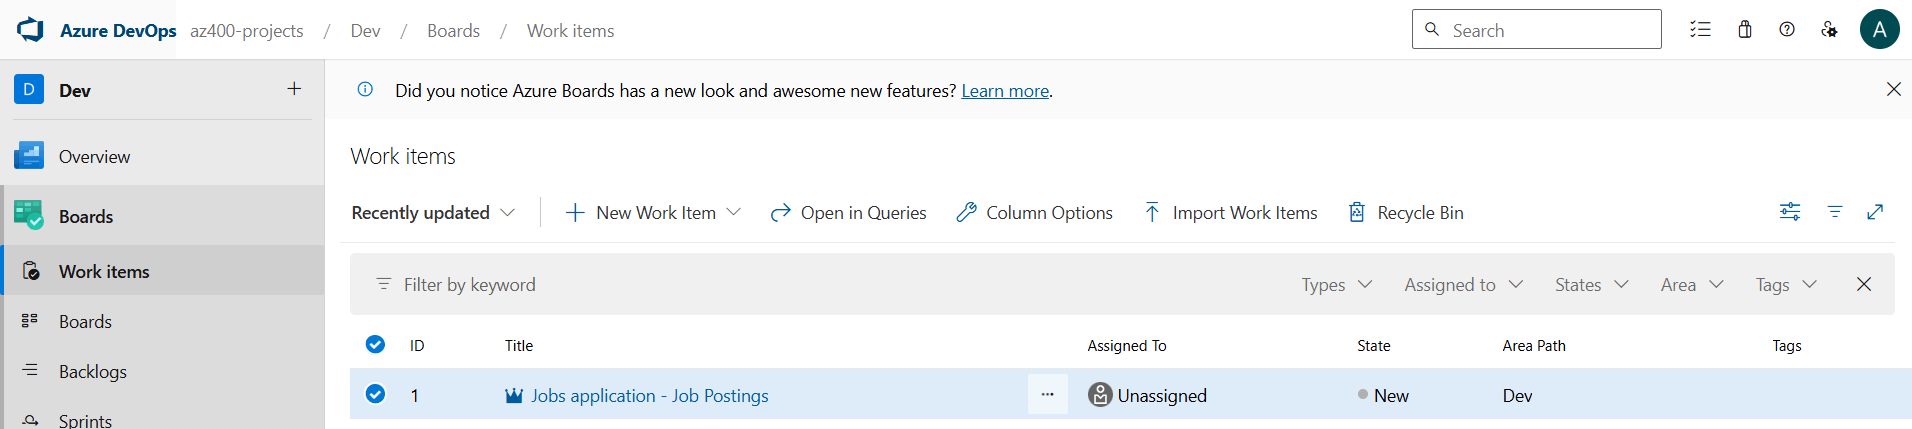 Azure DevOps az400-projects / Dev / Boards / Work items Search A
D Dev +
Did you notice Azure Boards has a new look and awesome new features? Learn more.
Overview
Boards
Work items
Boards
Backlogs
Sprints
Work items
Recently updated New Work Item Open in Queries Column Options Import Work Items Recycle Bin
Filter by keyword Types Assigned to States Area Tags
ID Title Assigned To State Area Path Tags
1 Jobs application - Job Postings ... Unassigned New Dev